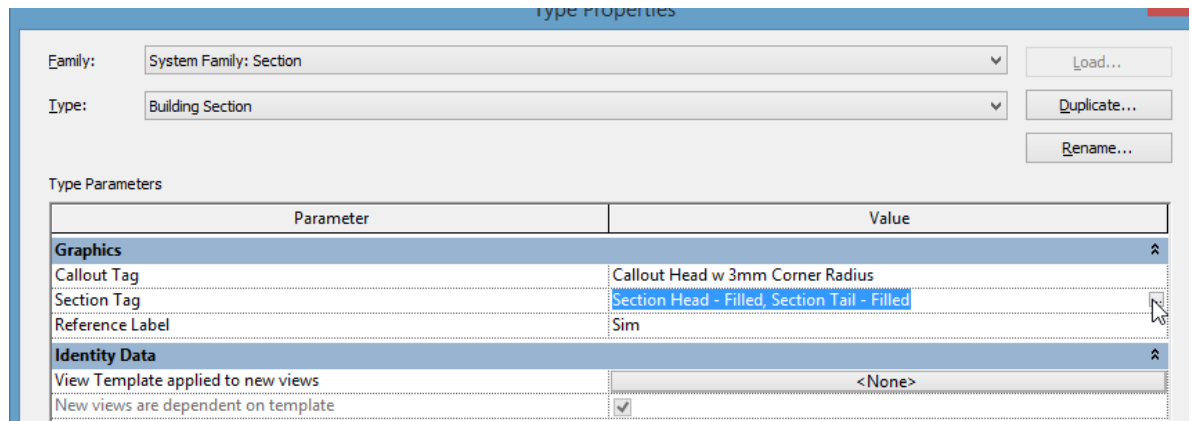 Type Properties
Family: System Family: Section Load...
Type: Building Section Duplicate...
Rename...
Type Parameters
Parameter Value
Graphics
Callout Tag Callout Head w 3mm Corner Radius
Section Tag Section Head - Filled, Section Tail - Filled
Reference Label Sim
Identity Data
View Template applied to new views <None>
New views are dependent on template